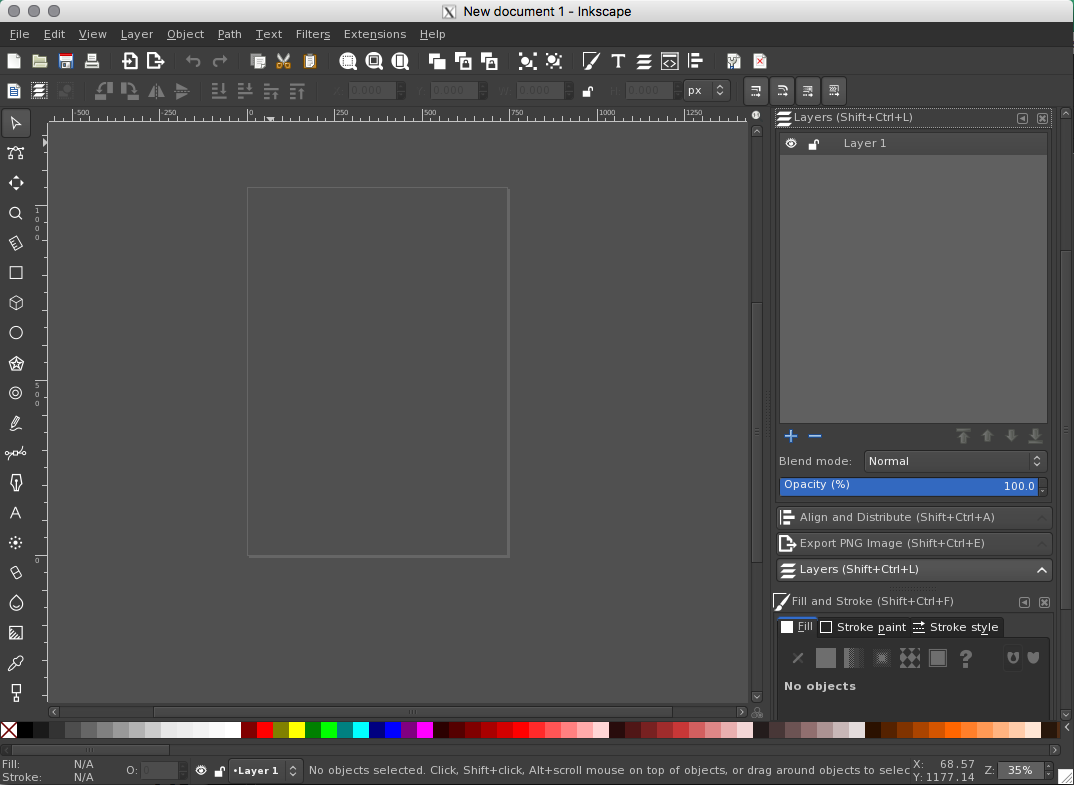 New document 1 - Inkscape
File Edit View Layer Object Path Text Filters Extensions Help
0.000 0.000 0.000 0.000 px
-500 -250 0 250 500 750 1000 1250
1000
500
0
Layers (Shift+Ctrl+L)
Layer 1
Blend mode: Normal
Opacity (%) 100.0
Align and Distribute (Shift+Ctrl+A)
Export PNG Image (Shift+Ctrl+E)
Layers (Shift+Ctrl+L)
Fill and Stroke (Shift+Ctrl+F)
Fill Stroke paint Stroke style
No objects
Fill: N/A
Stroke: N/A
O: 0
•Layer 1
No objects selected. Click, Shift+click, Alt+scroll mouse on top of objects, or drag around objects to selec
X: 68.57
Y: 1177.14
Z: 35%